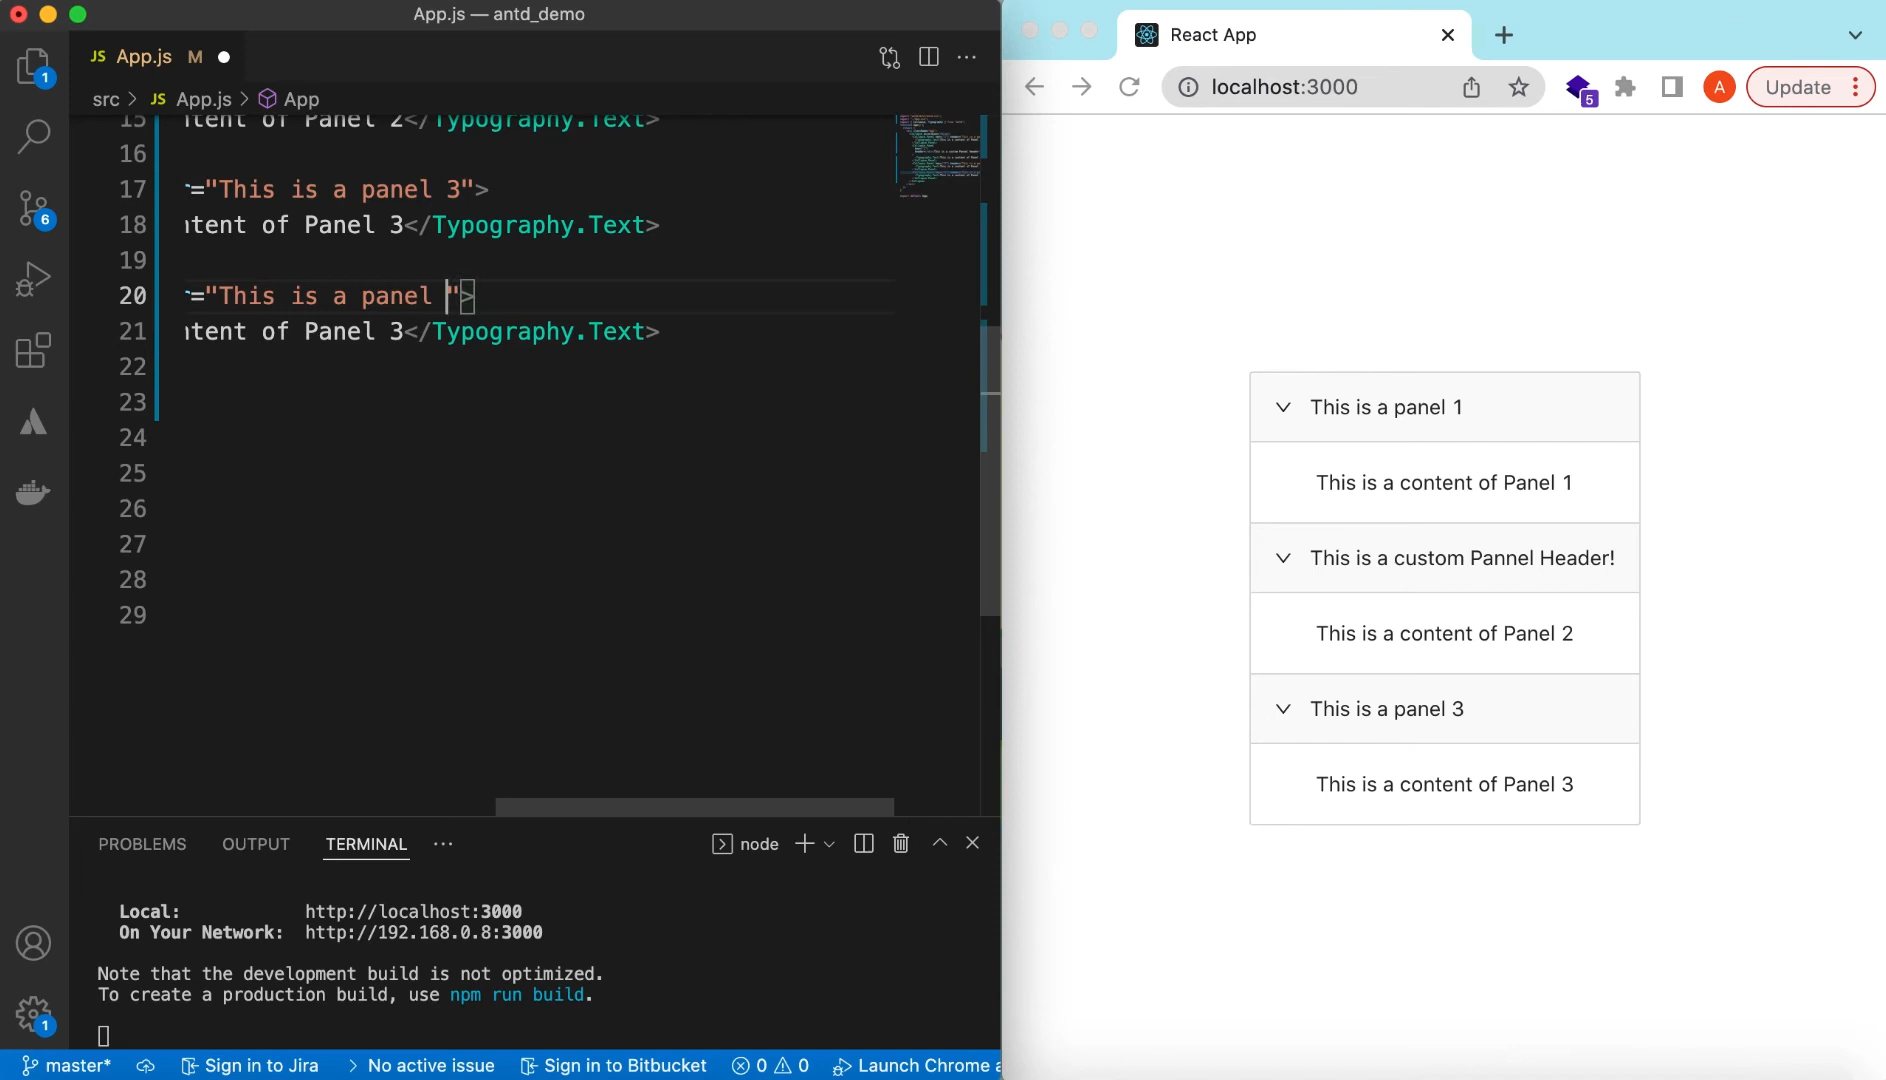 App.js — antd_demo
JS App.js M
1
src > JS App.js > App
15 ntent of Panel 2</Typography.Text>
16
17 ="This is a panel 3">
18 ntent of Panel 3</Typography.Text>
19
20 ="This is a panel ">
21 ntent of Panel 3</Typography.Text>
22
23
24
25
26
27
28
29
6
1
PROBLEMS OUTPUT TERMINAL ··· node
Local: http://localhost:3000
On Your Network: http://192.168.0.8:3000
Note that the development build is not optimized.
To create a production build, use npm run build.
master* Sign in to Jira > No active issue Sign in to Bitbucket 0 0 Launch Chrome a
React App
localhost:3000 5 A Update
This is a panel 1
This is a content of Panel 1
This is a custom Pannel Header!
This is a content of Panel 2
This is a panel 3
This is a content of Panel 3